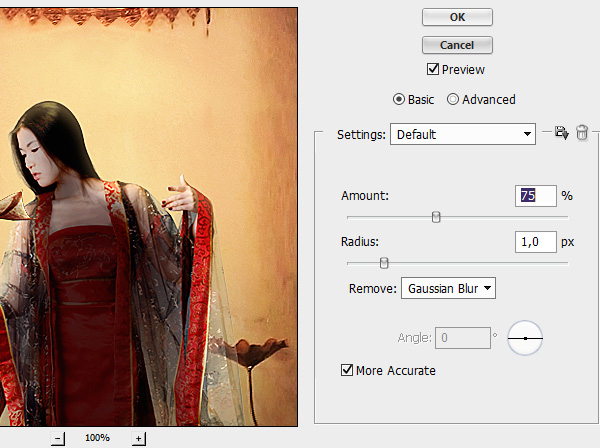 OK
Cancel
Preview
Basic Advanced
Settings: Default
Amount: 75 %
Radius: 1,0 px
Remove: Gaussian Blur
Angle: 0 °
More Accurate
- 100% +